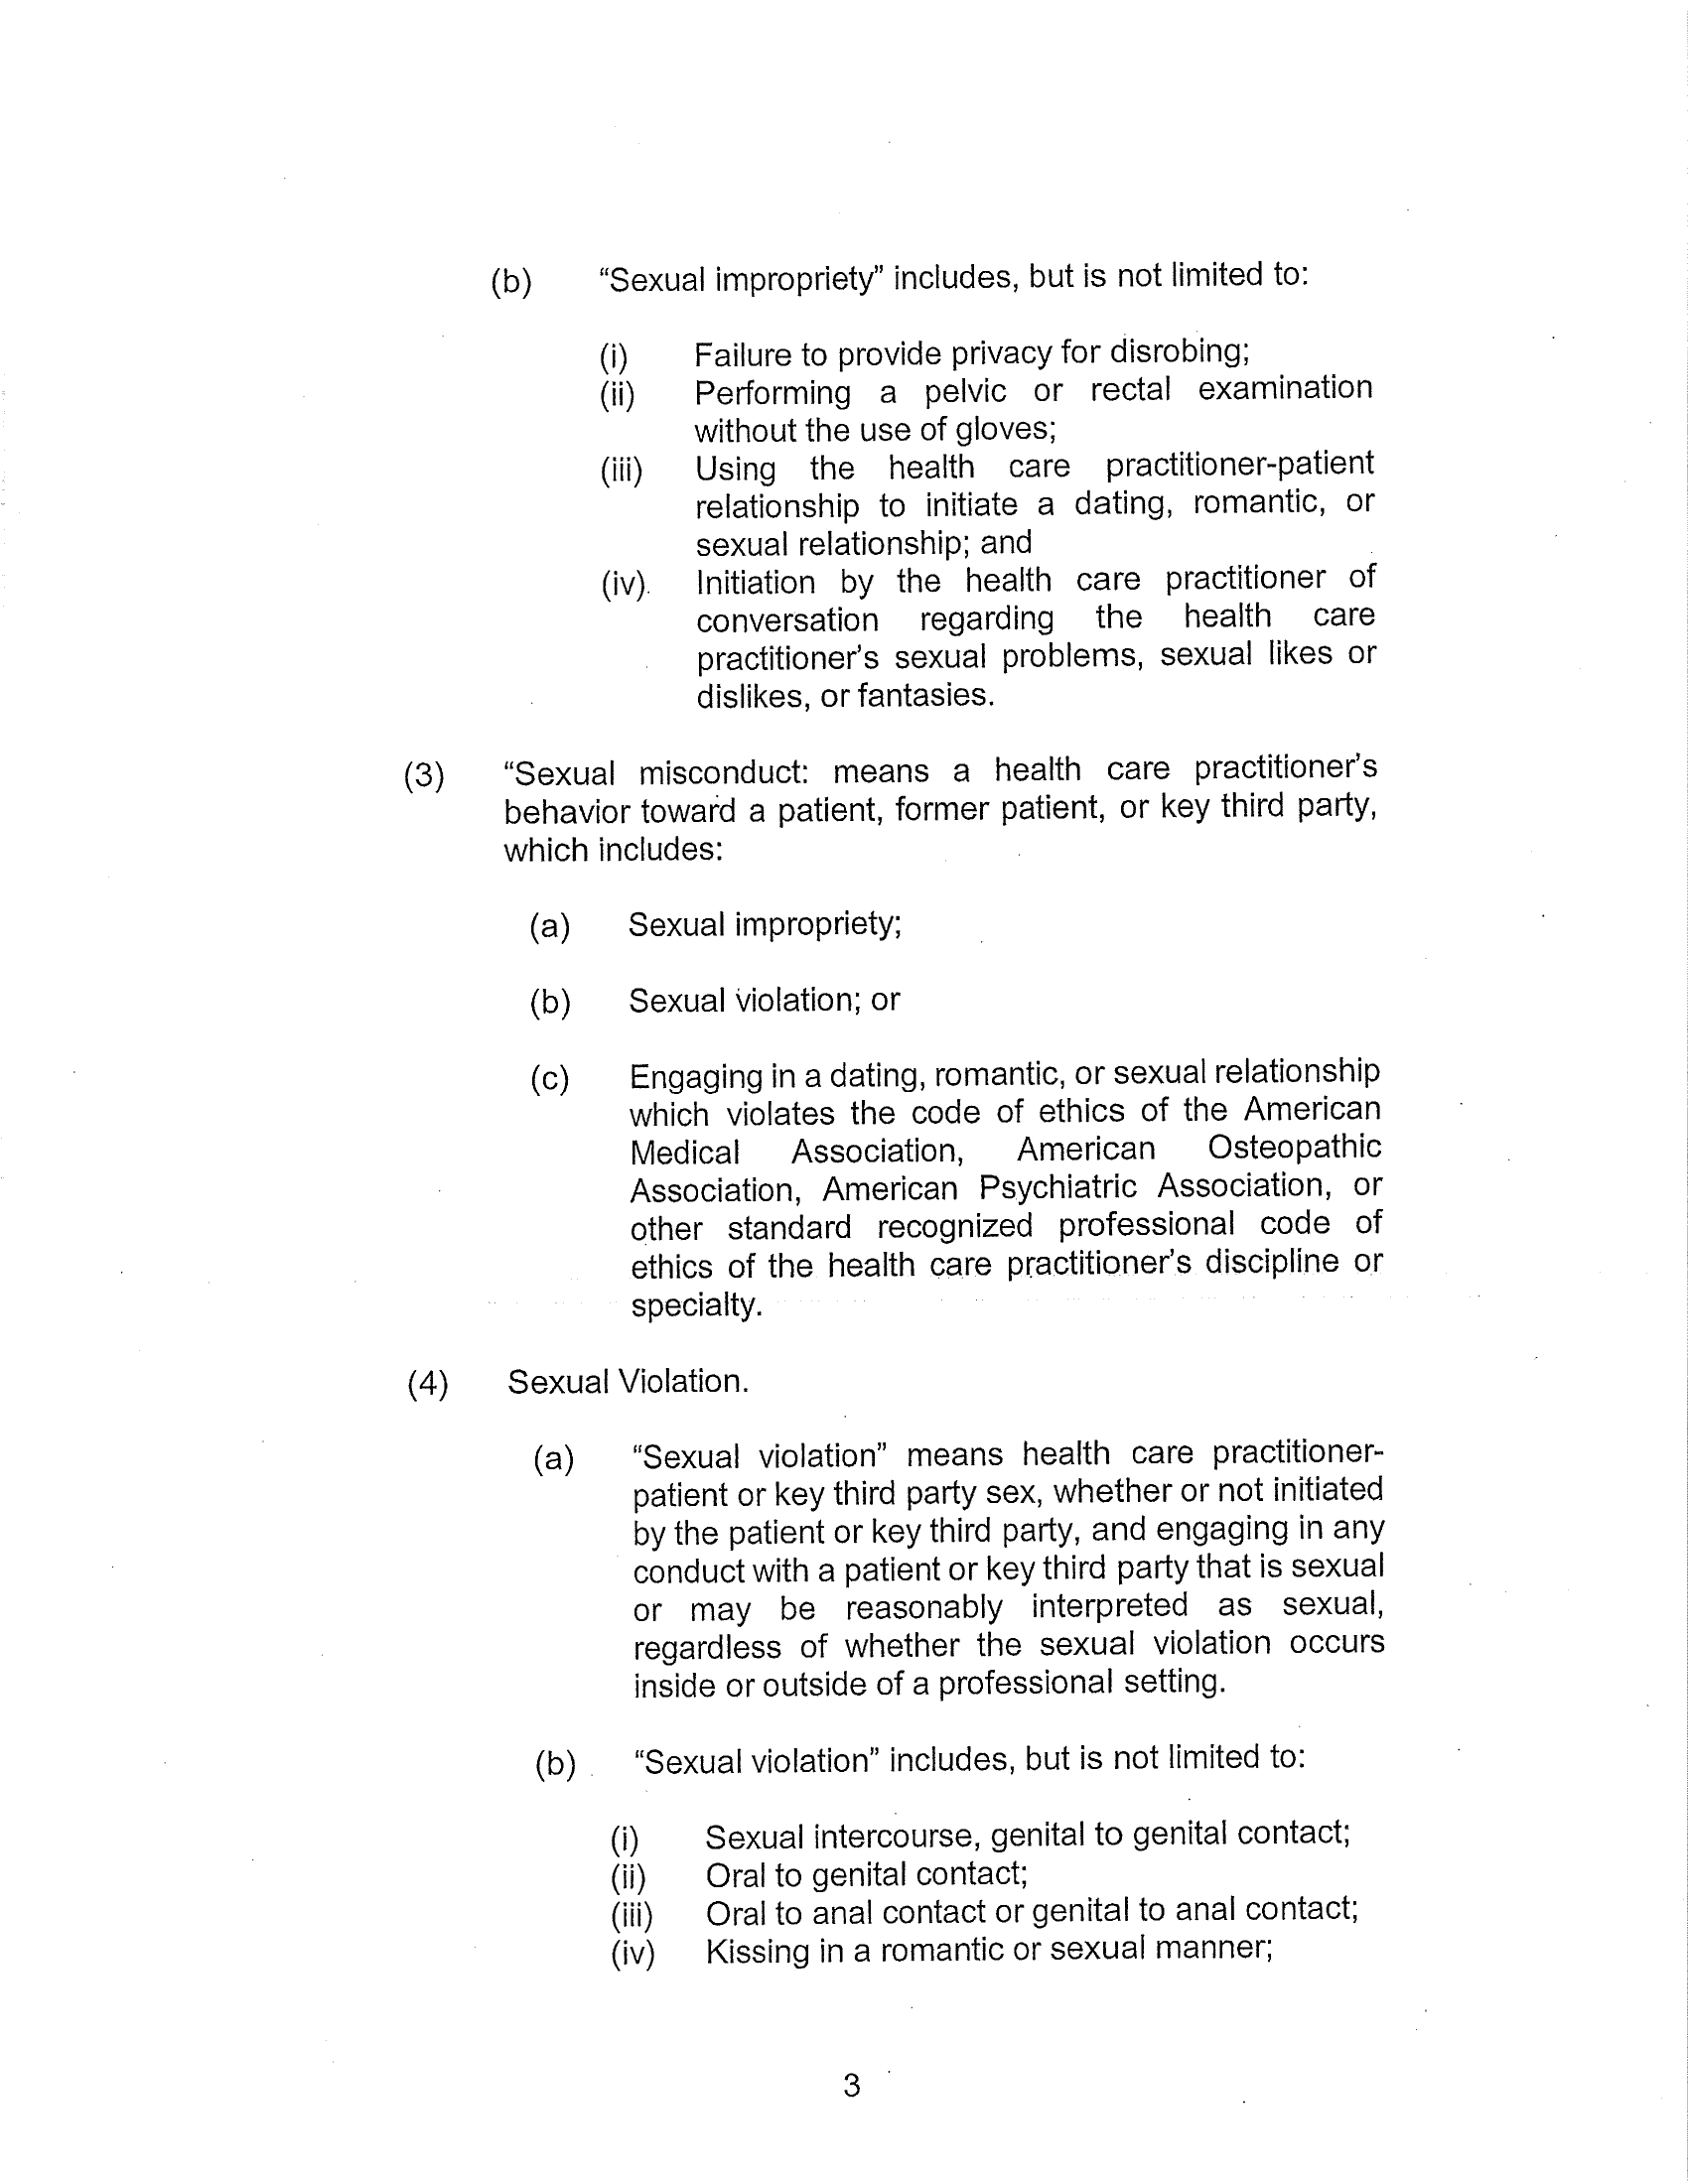 (b) “Sexual impropriety” includes, but is not limited to:
(i) Failure to provide privacy for disrobing;
(ii) Performing a pelvic or rectal examination
without the use of gloves;
(iii) Using the health care practitioner-patient
relationship to initiate a dating, romantic, or
sexual relationship; and
(iv). Initiation by the health care practitioner of
conversation regarding the health care
practitioner’s sexual problems, sexual likes or
dislikes, or fantasies.
(3) “Sexual misconduct: means a health care practitioner’s
behavior toward a patient, former patient, or key third party,
which includes:
(a) Sexual impropriety;
(b) Sexual violation; or
(c) Engaging in a dating, romantic, or sexual relationship
which violates the code of ethics of the American
Medical Association, American Osteopathic
Association, American Psychiatric Association, or
other standard recognized professional code of
ethics of the health care practitioner’s discipline or
specialty.
(4) Sexual Violation.
(a) “Sexual violation” means health care practitioner-
patient or key third party sex, whether or not initiated
by the patient or key third party, and engaging in any
conduct with a patient or key third party that is sexual
or may be reasonably interpreted as sexual,
regardless of whether the sexual violation occurs
inside or outside of a professional setting.
(b) “Sexual violation” includes, but is not limited to:
(i) Sexual intercourse, genital to genital contact;
(ii) Oral to genital contact;
(iii) Oral to anal contact or genital to anal contact;
(iv) Kissing in a romantic or sexual manner;
3